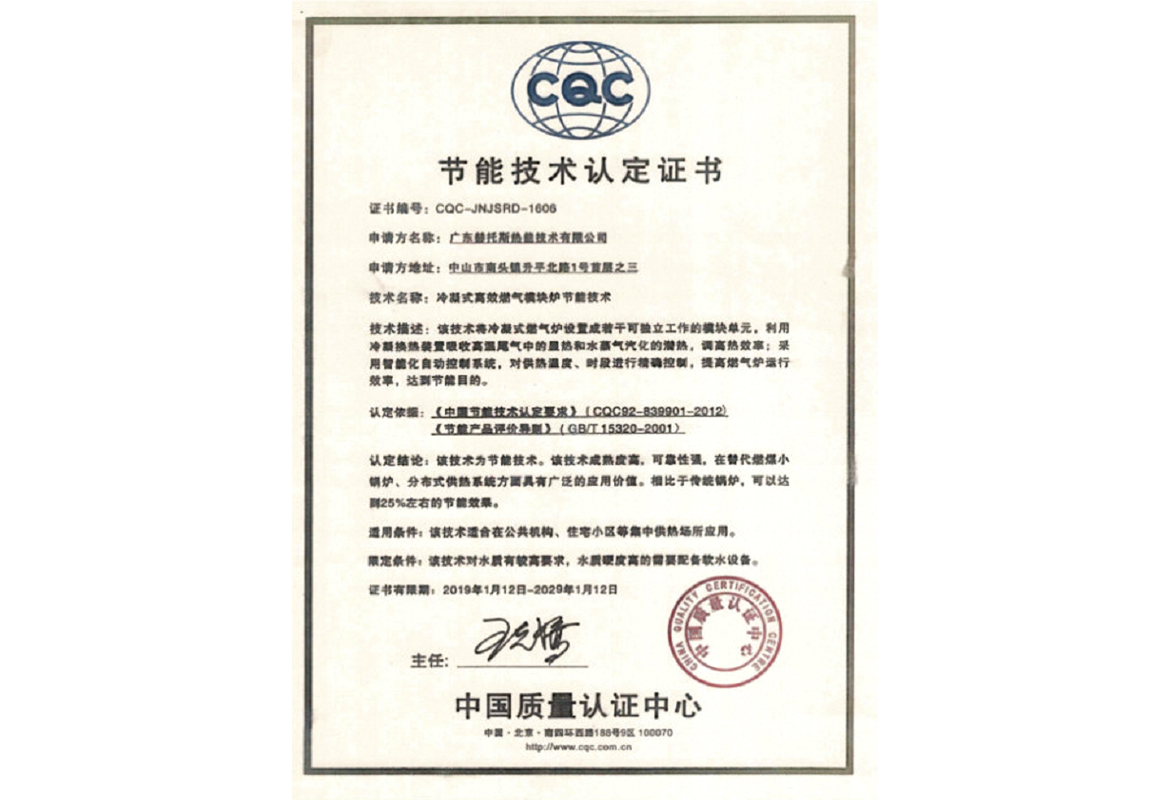 CQC
节能技术认定证书
证书编号：CQC-JNJSRD-1606
申请方名称：广东赫托斯热能技术有限公司
申请方地址：中山市南头镇升平北路1号首层之三
技术名称：冷凝式高效燃气模块炉节能技术
技术描述：该技术将冷凝式燃气炉设置成若干可独立工作的模块单元，利用
冷凝换热装置吸收高温尾气中的显热和水蒸气汽化的潜热，调高热效率；采
用智能化自动控制系统，对供热温度、时段进行精确控制，提高燃气炉运行
效率，达到节能目的。
认定依据：《中国节能技术认定要求》（CQC92-839901-2012）
《节能产品评价导则》（GB/T 15320-2001）
认定结论：该技术为节能技术。该技术成熟度高，可靠性强，在替代燃煤小
锅炉、分布式供热系统方面具有广泛的应用价值。相比于传统锅炉，可以达
到25%左右的节能效果。
适用条件：该技术适合在公共机构、住宅小区等集中供热场所应用。
限定条件：该技术对水质有较高要求，水质硬度高的需要配备软水设备。
证书有限期：2019年1月12日-2029年1月12日
CHINA QUALITY CERTIFICATION CENTRE
中国质量认证中心
主任：
中国质量认证中心
中国·北京·南四环西路188号9区 100070
http://www.cqc.com.cn